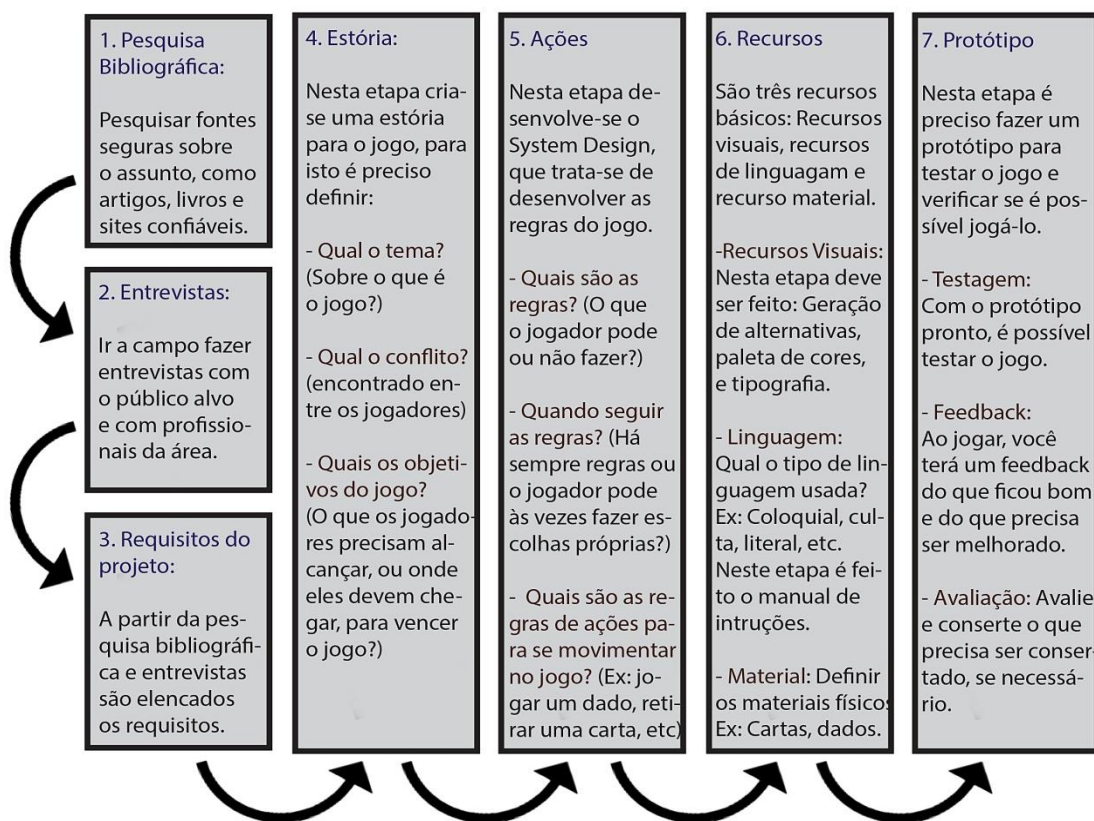 1. Pesquisa
Bibliográfica:
Pesquisar fontes
seguras sobre
o assunto, como
artigos, livros e
sites confiáveis.
2. Entrevistas:
Ir a campo fazer
entrevistas com
o público alvo
e com profissio-
nais da área.
3. Requisitos do
projeto:
A partir da pes-
quisa bibliográfi-
ca e entrevistas
são elencados
os requisitos.
4. Estória:
Nesta etapa cria-
se uma estória
para o jogo, para
isto é preciso
definir:
- Qual o tema?
(Sobre o que é
o jogo?)
- Qual o conflito?
(encontrado en-
tre os jogadores)
- Quais os objeti-
vos do jogo?
(O que os jogado-
res precisam al-
cançar, ou onde
eles devem che-
gar, para vencer
o jogo?)
5. Ações
Nesta etapa de-
senvolve-se o
System Design,
que trata-se de
desenvolver as
regras do jogo.
- Quais são as
regras? (O que
o jogador pode
ou não fazer?)
- Quando seguir
as regras? (Há
sempre regras ou
o jogador pode
às vezes fazer es-
colhas próprias?)
- Quais são as re-
gras de ações pa-
ra se movimentar
no jogo? (Ex: jo-
gar um dado, reti-
rar uma carta, etc)
6. Recursos
São três recursos
básicos: Recursos
visuais, recursos
de linguagam e
recurso material.
-Recursos Visuais:
Nesta etapa deve
ser feito: Geração
de alternativas,
paleta de cores,
e tipografia.
- Linguagem:
Qual o tipo de lin-
guagem usada?
Ex: Coloquial, cul-
ta, literal, etc.
Neste etapa é fei-
to o manual de
intruções.
- Material: Definir
os materiais físicos
Ex: Cartas, dados.
7. Protótipo
Nesta etapa é
preciso fazer um
protótipo para
testar o jogo e
verificar se é pos-
sível jogá-lo.
- Testagem:
Com o protótipo
pronto, é possível
testar o jogo.
- Feedback:
Ao jogar, você
terá um feedback
do que ficou bom
e do que precisa
ser melhorado.
- Avaliação: Avalie
e conserte o que
precisa ser conser-
tado, se necessá-
rio.